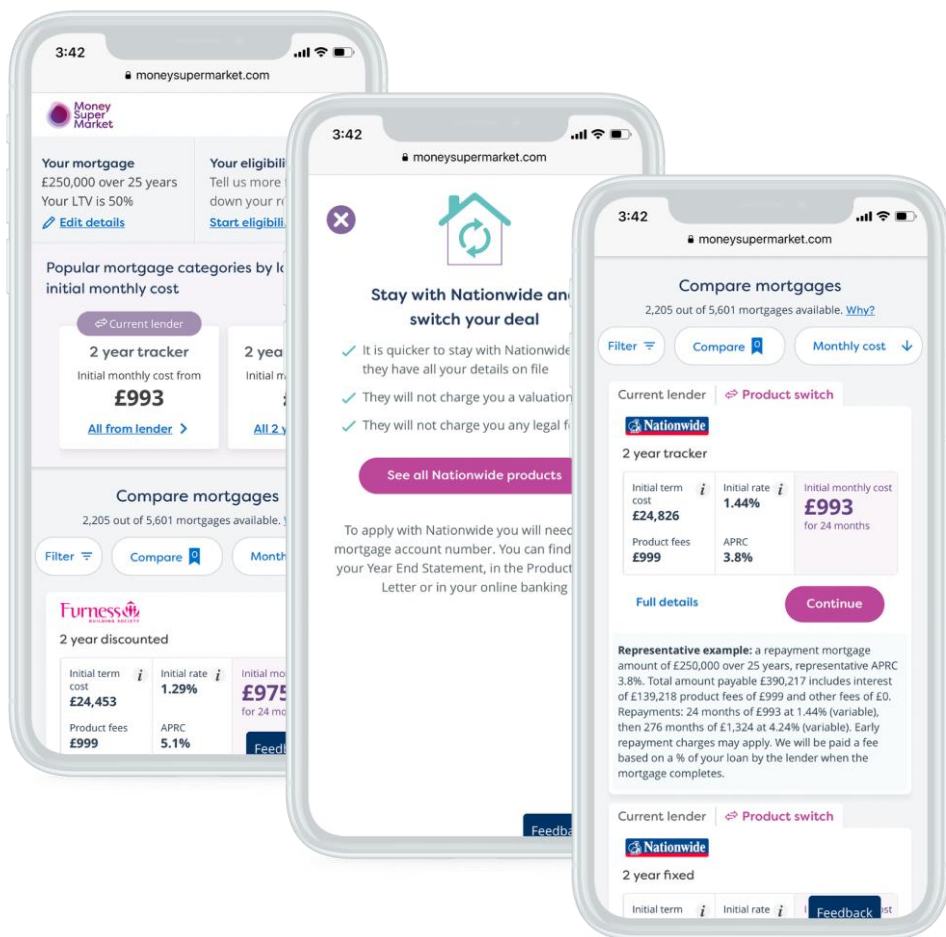 3:42
moneysupermarket.com
Money
Super
Market
Your mortgage
£250,000 over 25 years
Your LTV is 50%
Edit details
Tell us more
down your
Popular mortgage categories by
initial monthly cost
Current lender
2 year tracker
Initial monthly cost from
£993
All from lender >
2
Compare mortgages
2,205 out of 5,601 mortgages available.
Filter
Compare 0
Furness
BUILDING SOCIETY
2 year discounted
Initial term i
cost
£24,453
Initial rate i
1.29%
Initial
£975
for 24
Product fees
£999
APRC
5.1%
3:42
moneysupermarket.com
Stay with Nationwide
switch your deal
It is quicker to stay with Nationwide
they have all your details on file
They will not charge you a valuation
They will not charge you any legal
See all Nationwide products
To apply with Nationwide you will need
mortgage account number. You can find
your Year End Statement, in the Product
Letter or in your online banking
3:42
moneysupermarket.com
Compare mortgages
2,205 out of 5,601 mortgages available. Why?
Filter
Compare 0
Monthly cost
Current lender
Product switch
Nationwide
2 year tracker
Initial term i
cost
£24,826
Initial rate i
1.44%
Initial monthly cost
£993
for 24 months
Product fees
£999
APRC
3.8%
Full details
Continue
Representative example: a repayment mortgage
amount of £250,000 over 25 years, representative APRC
3.8%. Total amount payable £390,217 includes interest
of £139,218 product fees of £999 and other fees of £0.
Repayments: 24 months of £993 at 1.44% (variable),
then 276 months of £1,324 at 4.24% (variable). Early
repayment charges may apply. We will be paid a fee
based on a % of your loan by the lender when the
mortgage completes.
Current lender
Product switch
Nationwide
2 year fixed
Initial term i
Initial rate i
Feedback